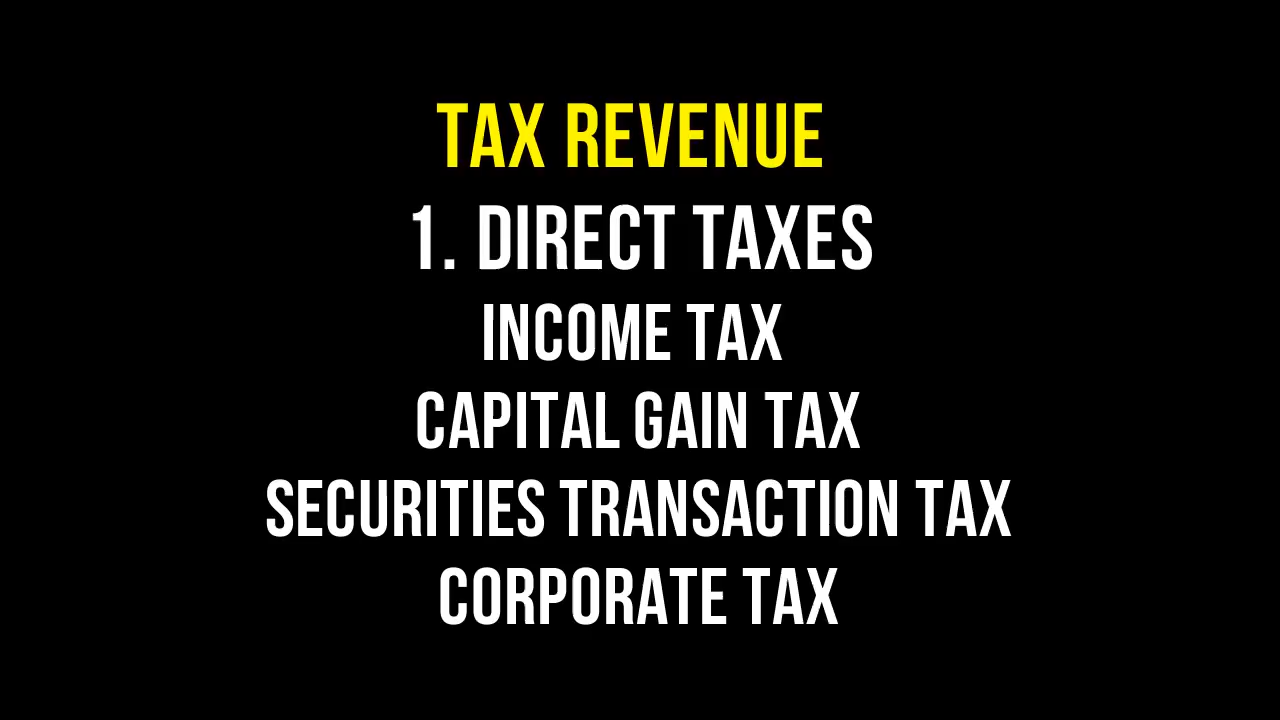 TAX REVENUE
1. DIRECT TAXES
INCOME TAX
CAPITAL GAIN TAX
SECURITIES TRANSACTION TAX
CORPORATE TAX